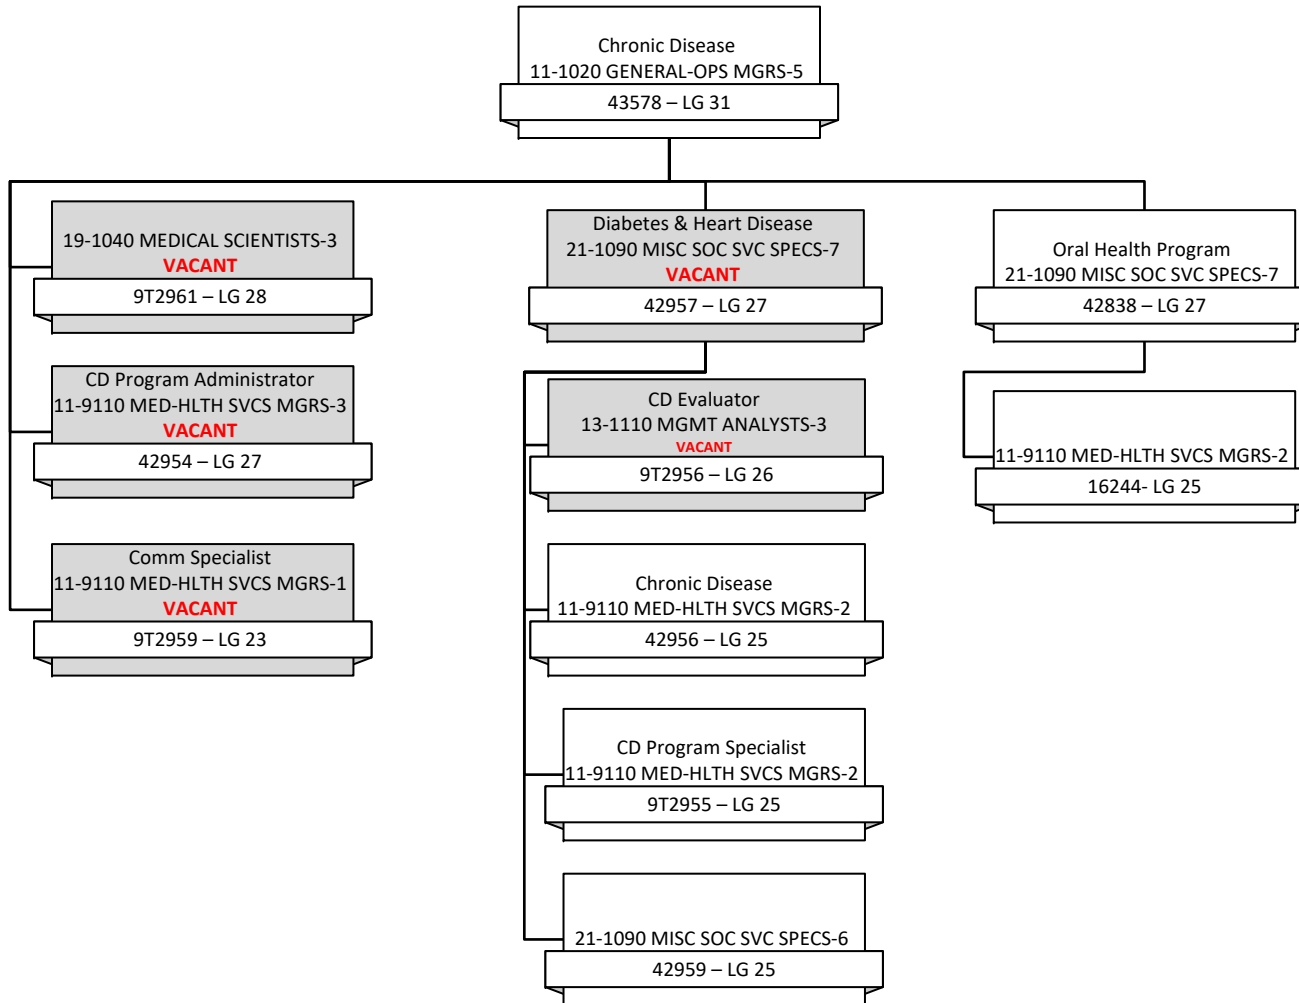 Chronic Disease
11-1020 GENERAL-OPS MGRS-5
43578 – LG 31
19-1040 MEDICAL SCIENTISTS-3
VACANT
9T2961 – LG 28
CD Program Administrator
11-9110 MED-HLTH SVCS MGRS-3
VACANT
42954 – LG 27
Comm Specialist
11-9110 MED-HLTH SVCS MGRS-1
VACANT
9T2959 – LG 23
Diabetes & Heart Disease
21-1090 MISC SOC SVC SPECS-7
VACANT
42957 – LG 27
CD Evaluator
13-1110 MGMT ANALYSTS-3
VACANT
9T2956 – LG 26
Chronic Disease
11-9110 MED-HLTH SVCS MGRS-2
42956 – LG 25
CD Program Specialist
11-9110 MED-HLTH SVCS MGRS-2
9T2955 – LG 25
21-1090 MISC SOC SVC SPECS-6
42959 – LG 25
Oral Health Program
21-1090 MISC SOC SVC SPECS-7
42838 – LG 27
11-9110 MED-HLTH SVCS MGRS-2
16244- LG 25